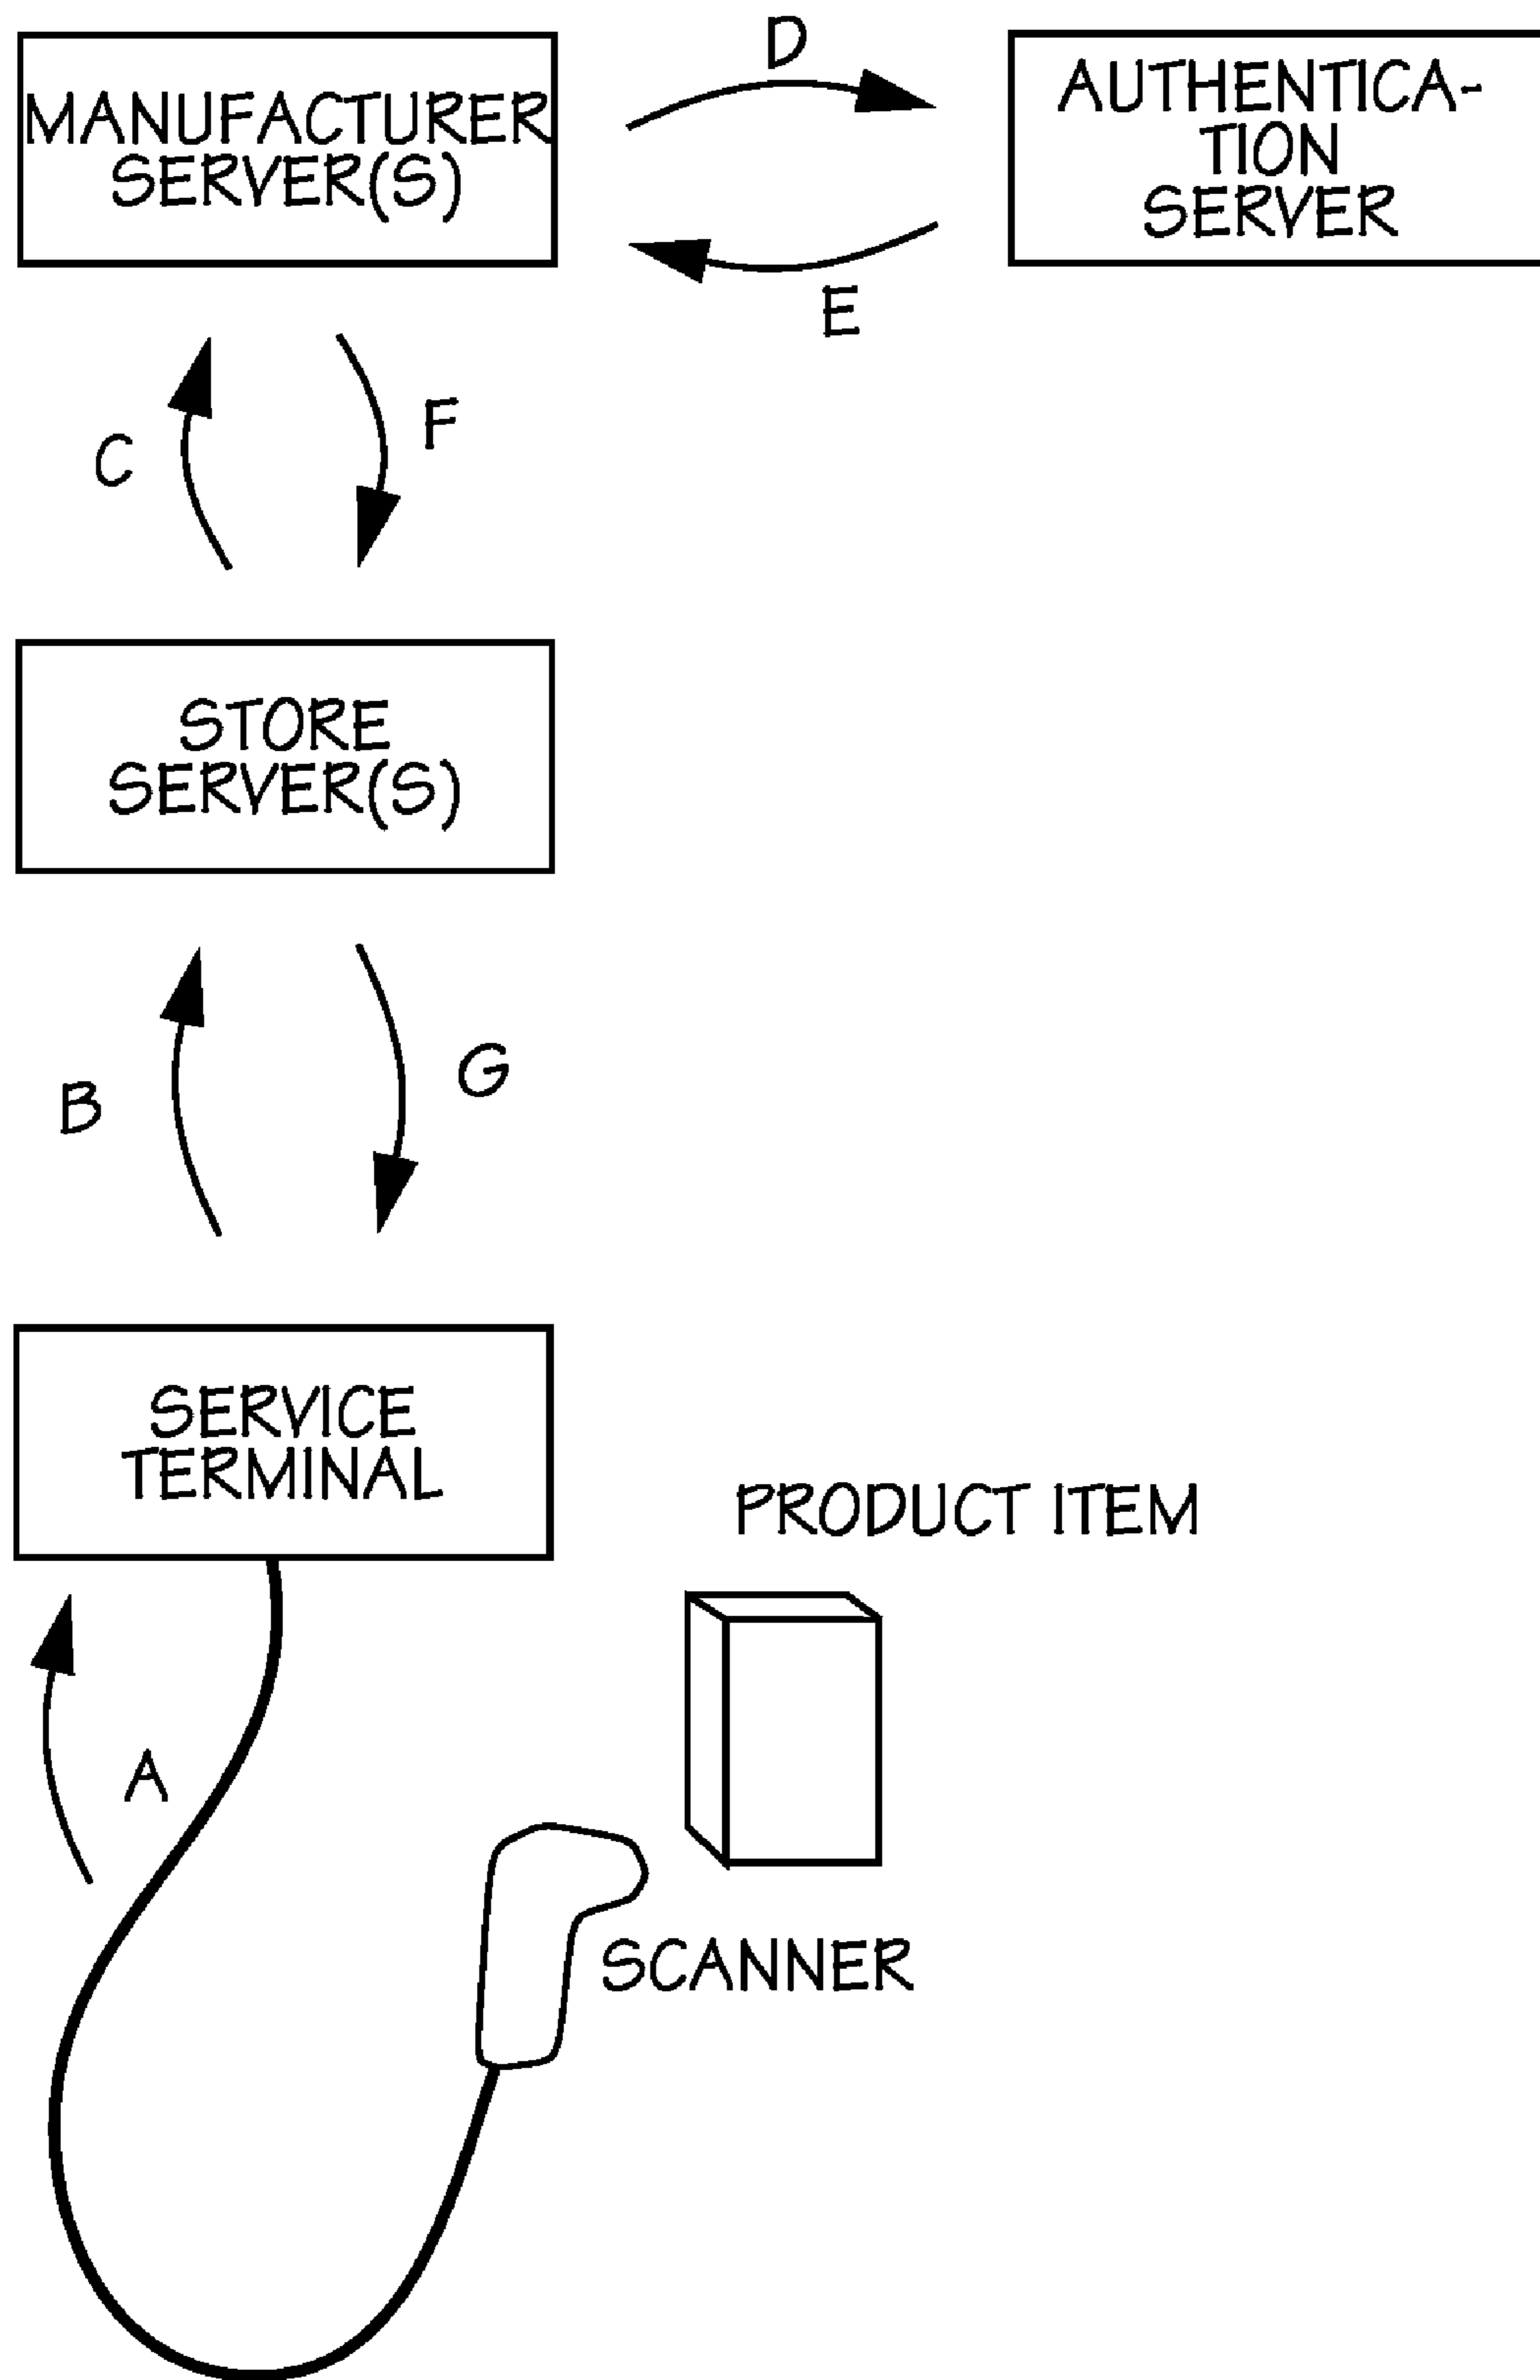 D
MANUFACTURER
SERVER(S)
AUTHENTICA-
TION
SERVER
E
C
F
STORE
SERVER(S)
B
G
SERVICE
TERMINAL
PRODUCT ITEM
A
SCANNER